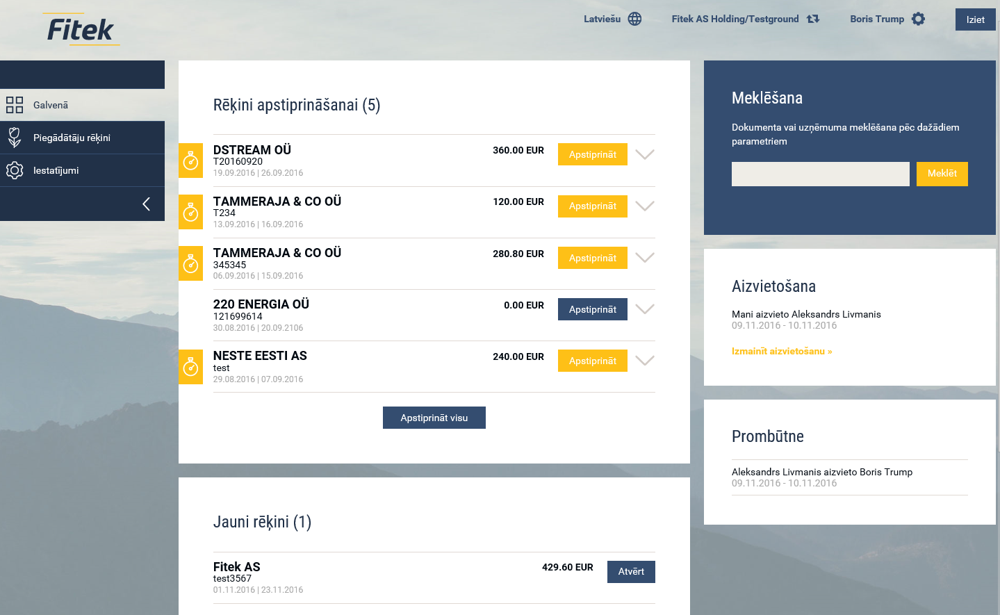 Fitek
Latviešu
Fitek AS Holding/Testground
Boris Trump
Iziet
Galvenā
Piegādātāju rēķini
Iestatījumi
Rēķini apstiprināšanai (5)
DSTREAM OÜ
360.00 EUR
Apstiprināt
T20160920
19.09.2016 | 26.09.2016
TAMMERAJA & CO OÜ
120.00 EUR
Apstiprināt
T234
13.09.2016 | 16.09.2016
TAMMERAJA & CO OÜ
280.80 EUR
Apstiprināt
345345
06.09.2016 | 15.09.2016
220 ENERGIA OÜ
0.00 EUR
Apstiprināt
121699614
30.08.2016 | 20.09.2106
NESTE EESTI AS
240.00 EUR
Apstiprināt
test
29.08.2016 | 07.09.2016
Apstiprināt visu
Jauni rēķini (1)
Fitek AS
429.60 EUR
Atvērt
test3567
01.11.2016 | 23.11.2016
Meklēšana
Dokumenta vai uzņēmuma meklēšana pēc dažādiem
parametriem
Meklēt
Aizvietošana
Mani aizvieto Aleksandrs Livmanis
09.11.2016 - 10.11.2016
Izmainīt aizvietošanu »
Prombūtne
Aleksandrs Livmanis aizvieto Boris Trump
09.11.2016 - 10.11.2016